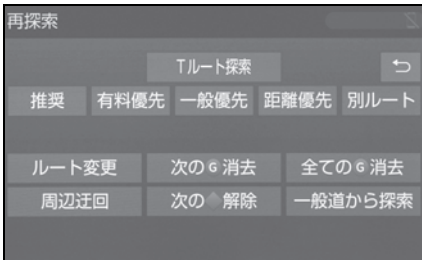 再探索
Tルート探索
推奨 有料優先 一般優先 距離優先 別ルート
ルート変更 次のG消去 全てのG消去
周辺迂回 次の 解除 一般道から探索